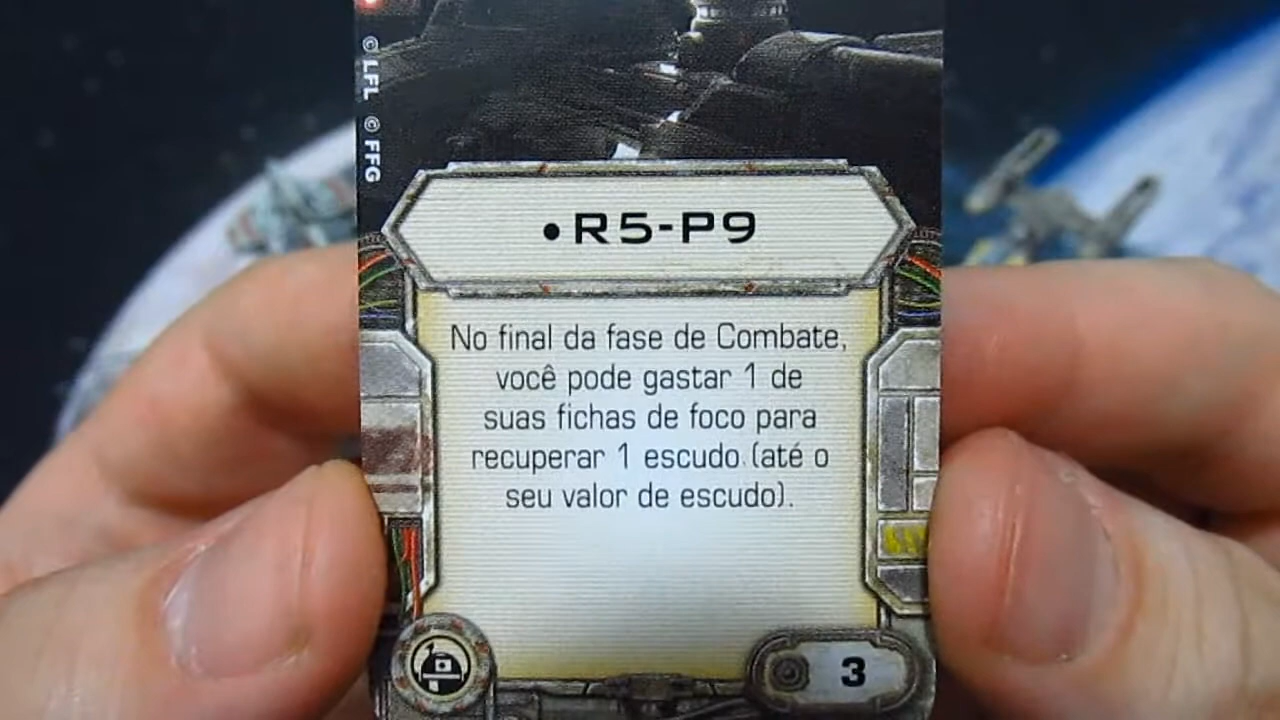 © LFL © FFG
•R5-P9
No final da fase de Combate,
você pode gastar 1 de
suas fichas de foco para
recuperar 1 escudo (até o
seu valor de escudo).
3